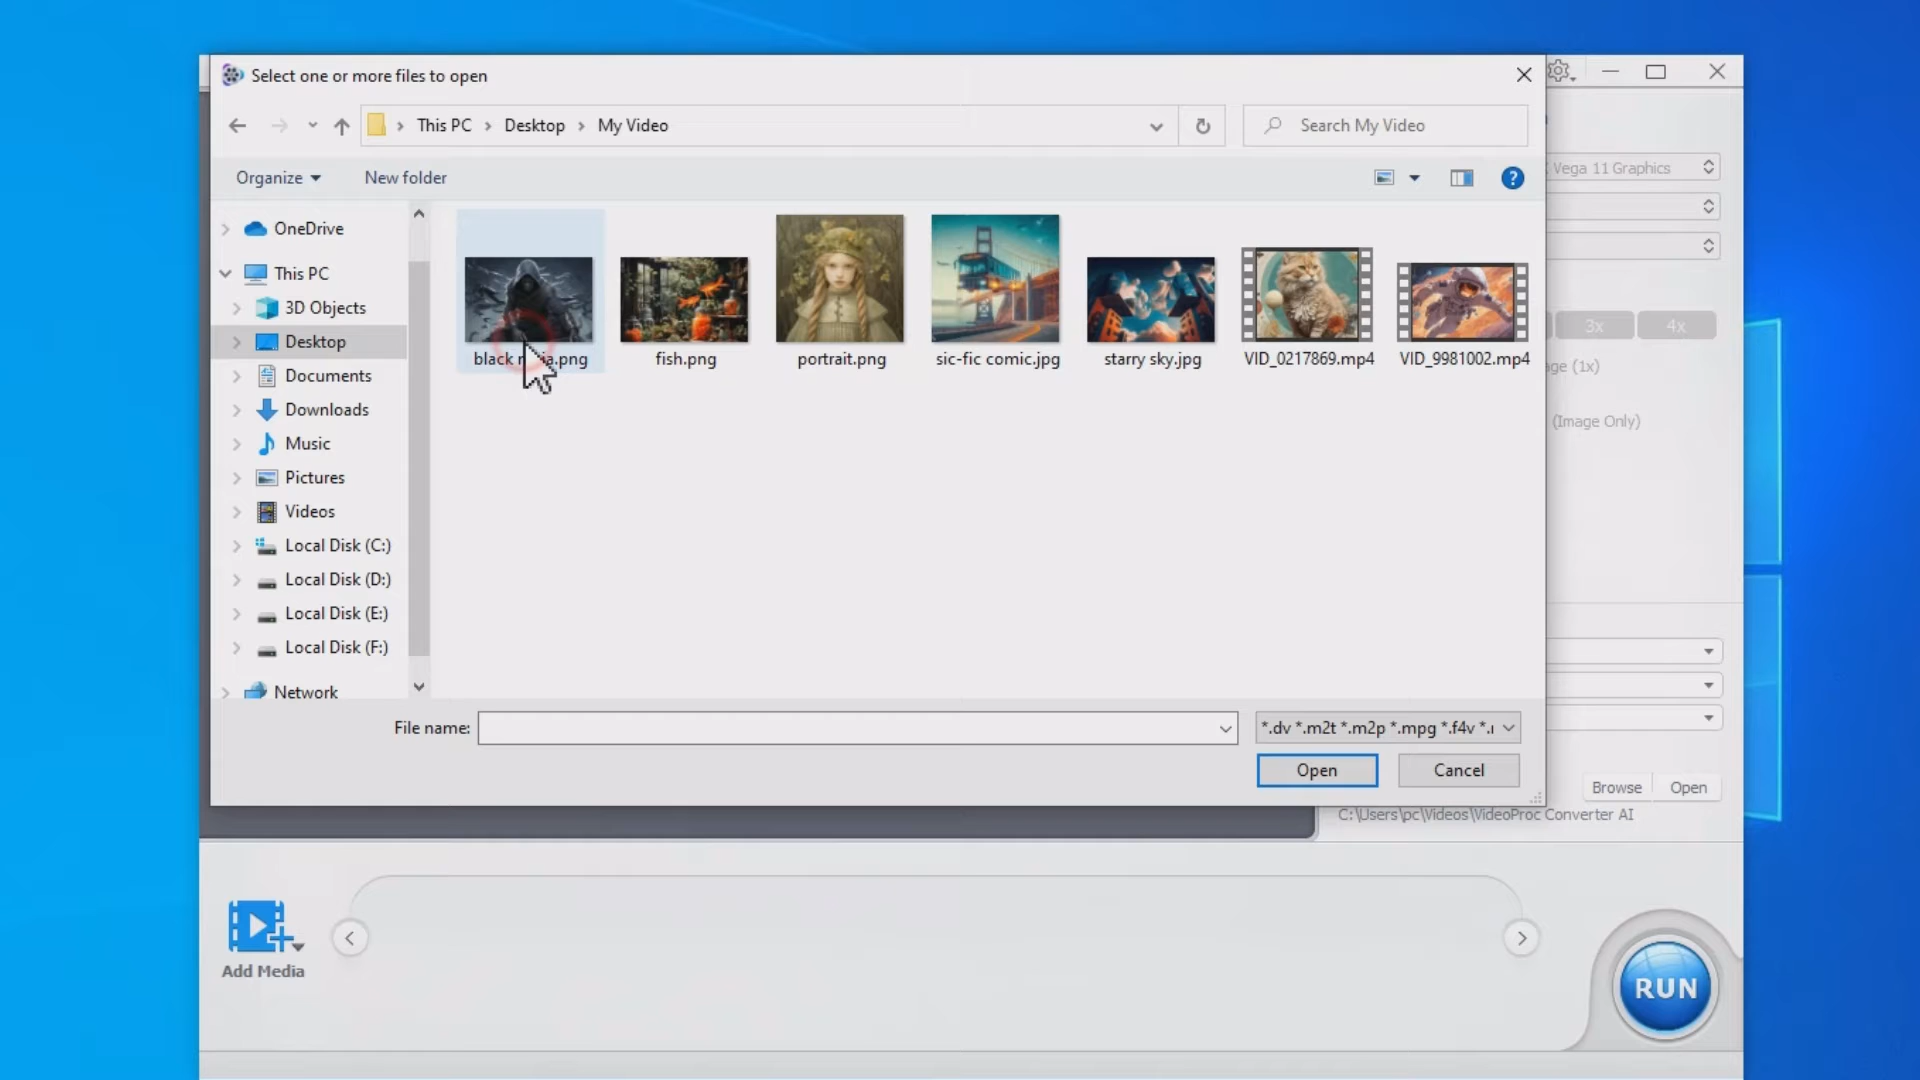 Select one or more files to open
This PC
Desktop
My Video
Search My Video
Organize
New folder
?
Vega 11 Graphics
OneDrive
This PC
3D Objects
Desktop
Documents
Downloads
Music
Pictures
Videos
Local Disk (C:)
Local Disk (D:)
Local Disk (E:)
Local Disk (F:)
Network
black
fish.png
portrait.png
sic-fic comic.jpg
starry sky.jpg
VID_0217869.mp4
VID_9981002.mp4
3x
4x
(1x)
(Image Only)
File name:
*.dv *.m2t *.m2p *.mpg *.f4v *.
Open
Cancel
Browse
Open
C:\Users\pc\Videos\VideoProc Converter AI
Add Media
RUN